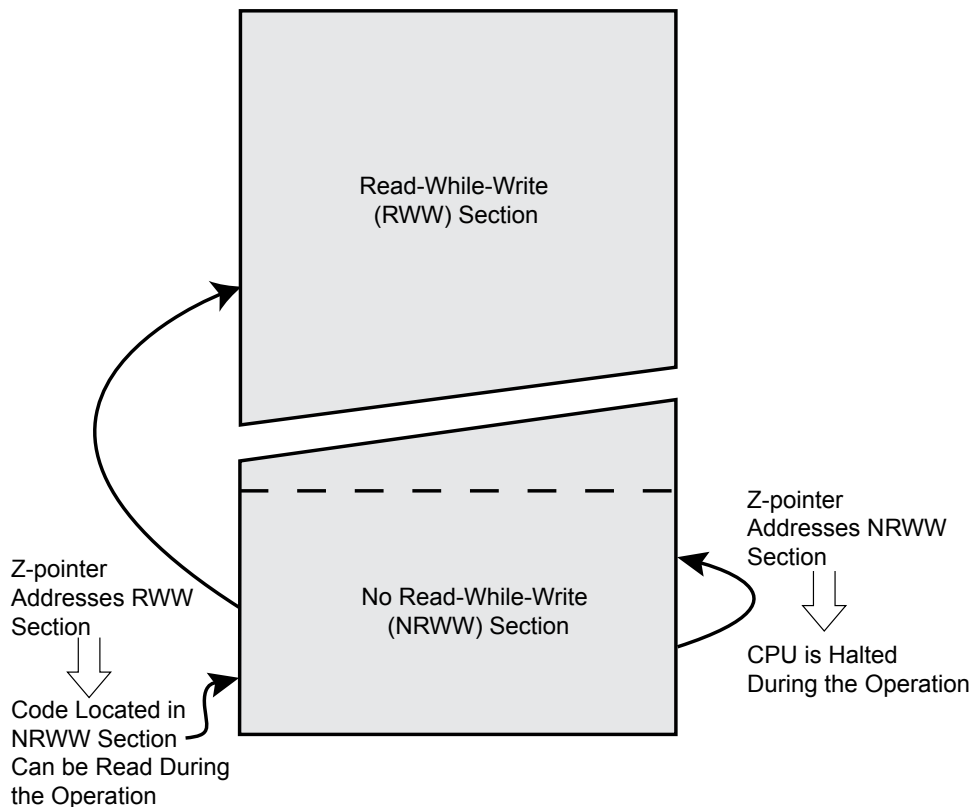 Read-While-Write
(RWW) Section
Z-pointer
Addresses NRWW
Section
Z-pointer
Addresses RWW
Section
No Read-While-Write
(NRWW) Section
CPU is Halted
During the Operation
Code Located in
NRWW Section
Can be Read During
the Operation